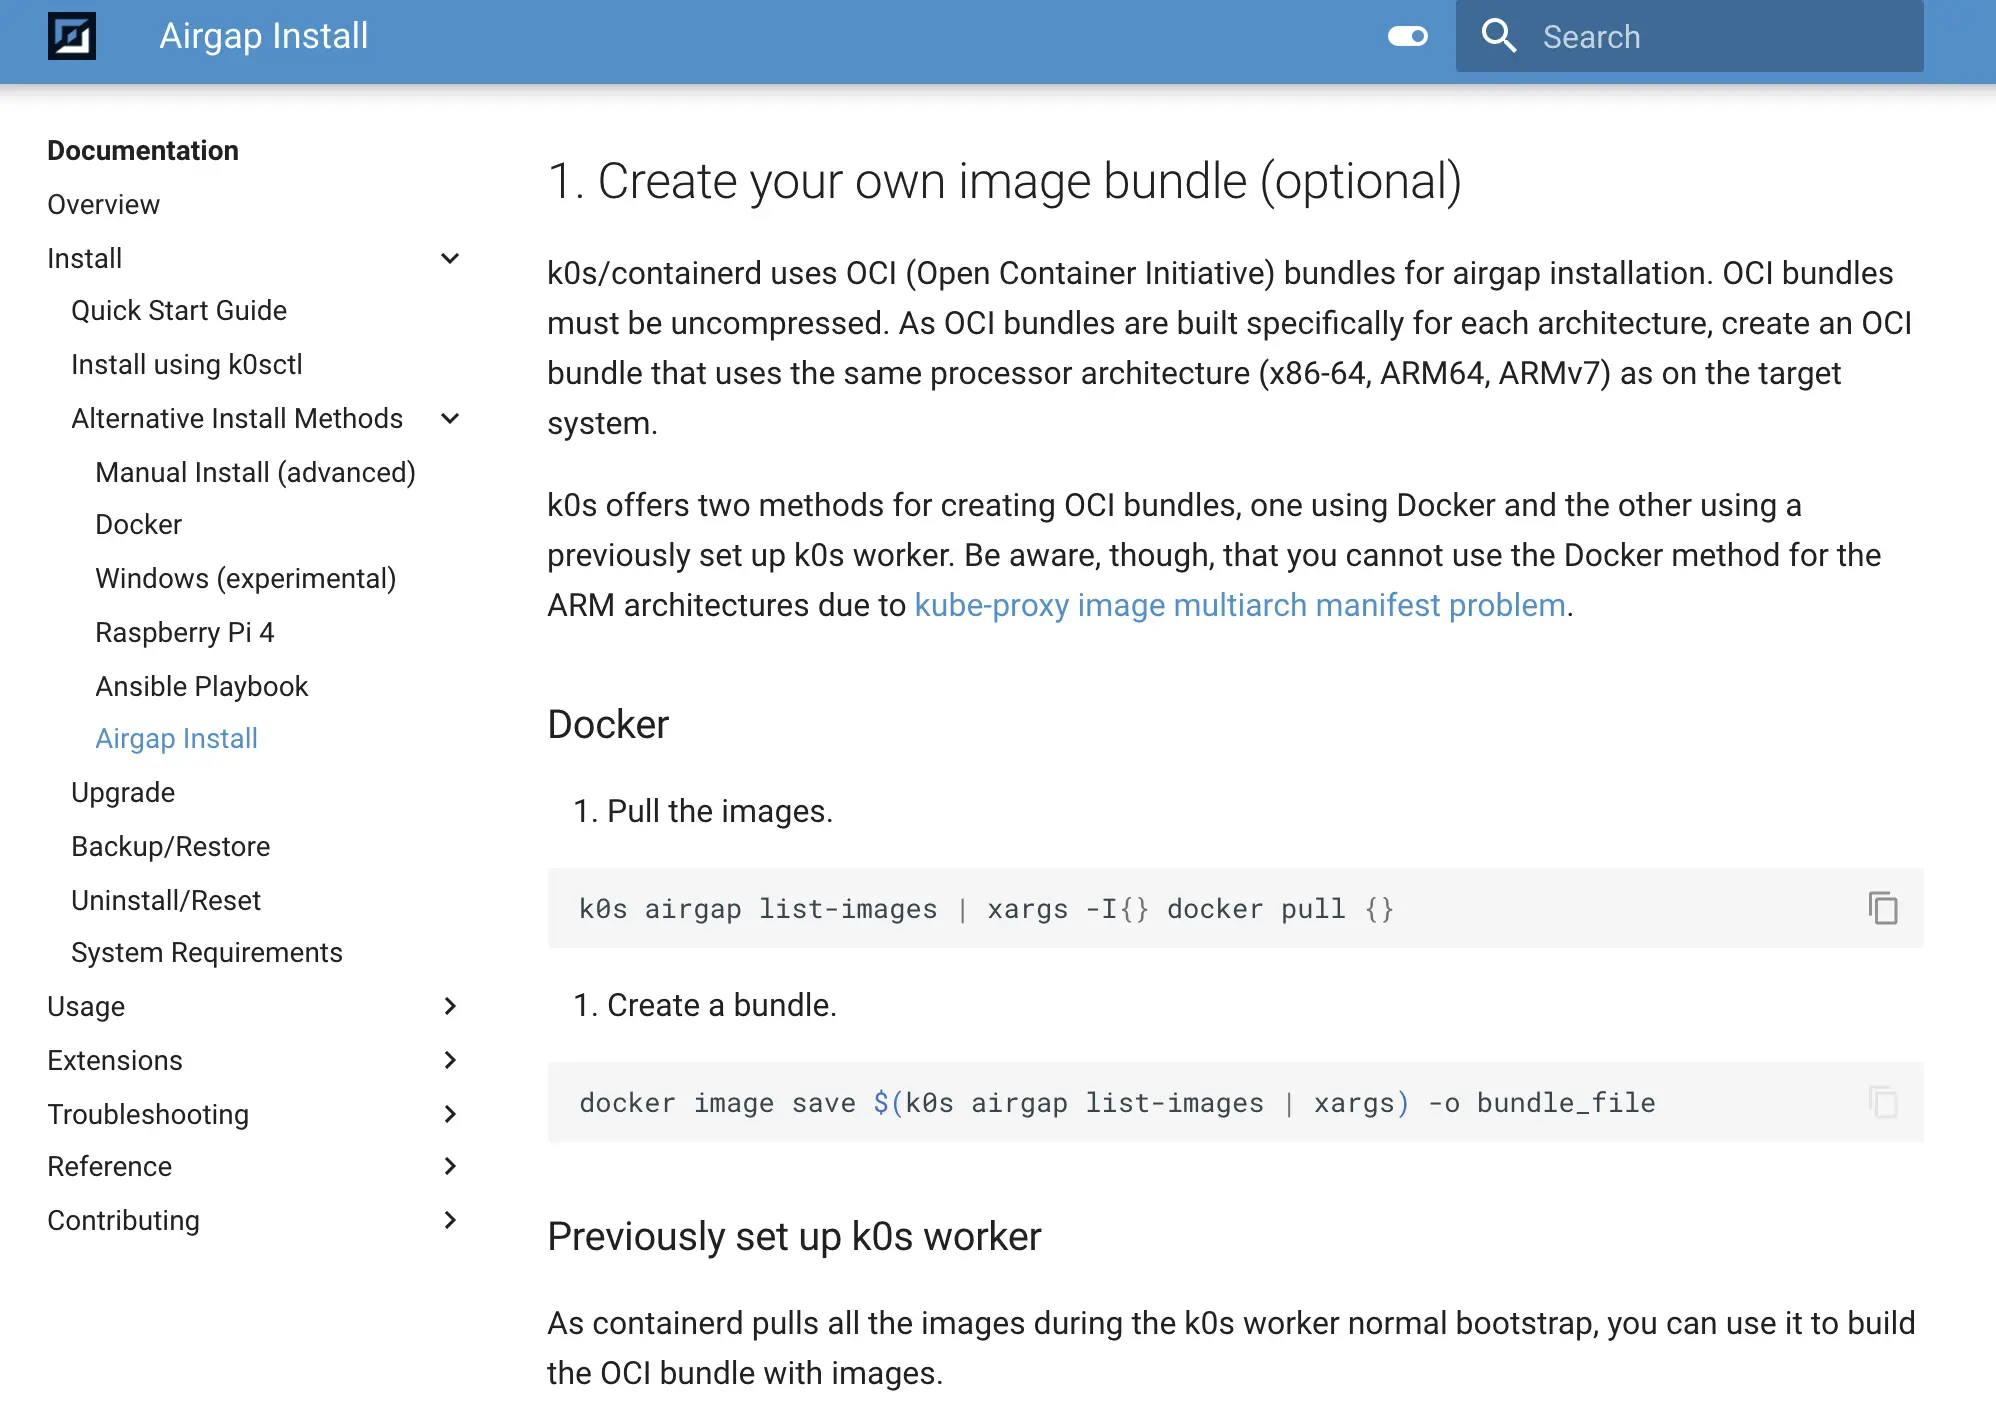 Airgap Install
Search
Documentation
Overview
Install
Quick Start Guide
Install using k0sctl
Alternative Install Methods
Manual Install (advanced)
Docker
Windows (experimental)
Raspberry Pi 4
Ansible Playbook
Airgap Install
Upgrade
Backup/Restore
Uninstall/Reset
System Requirements
Usage
Extensions
Troubleshooting
Reference
Contributing
1. Create your own image bundle (optional)
k0s/containerd uses OCI (Open Container Initiative) bundles for airgap installation. OCI bundles
must be uncompressed. As OCI bundles are built specifically for each architecture, create an OCI
bundle that uses the same processor architecture (x86-64, ARM64, ARMv7) as on the target
system.
k0s offers two methods for creating OCI bundles, one using Docker and the other using a
previously set up k0s worker. Be aware, though, that you cannot use the Docker method for the
ARM architectures due to kube-proxy image multiarch manifest problem.
Docker
1. Pull the images.
k0s airgap list-images | xargs -I{} docker pull {}
1. Create a bundle.
docker image save $(k0s airgap list-images | xargs) -o bundle_file
Previously set up k0s worker
As containerd pulls all the images during the k0s worker normal bootstrap, you can use it to build
the OCI bundle with images.